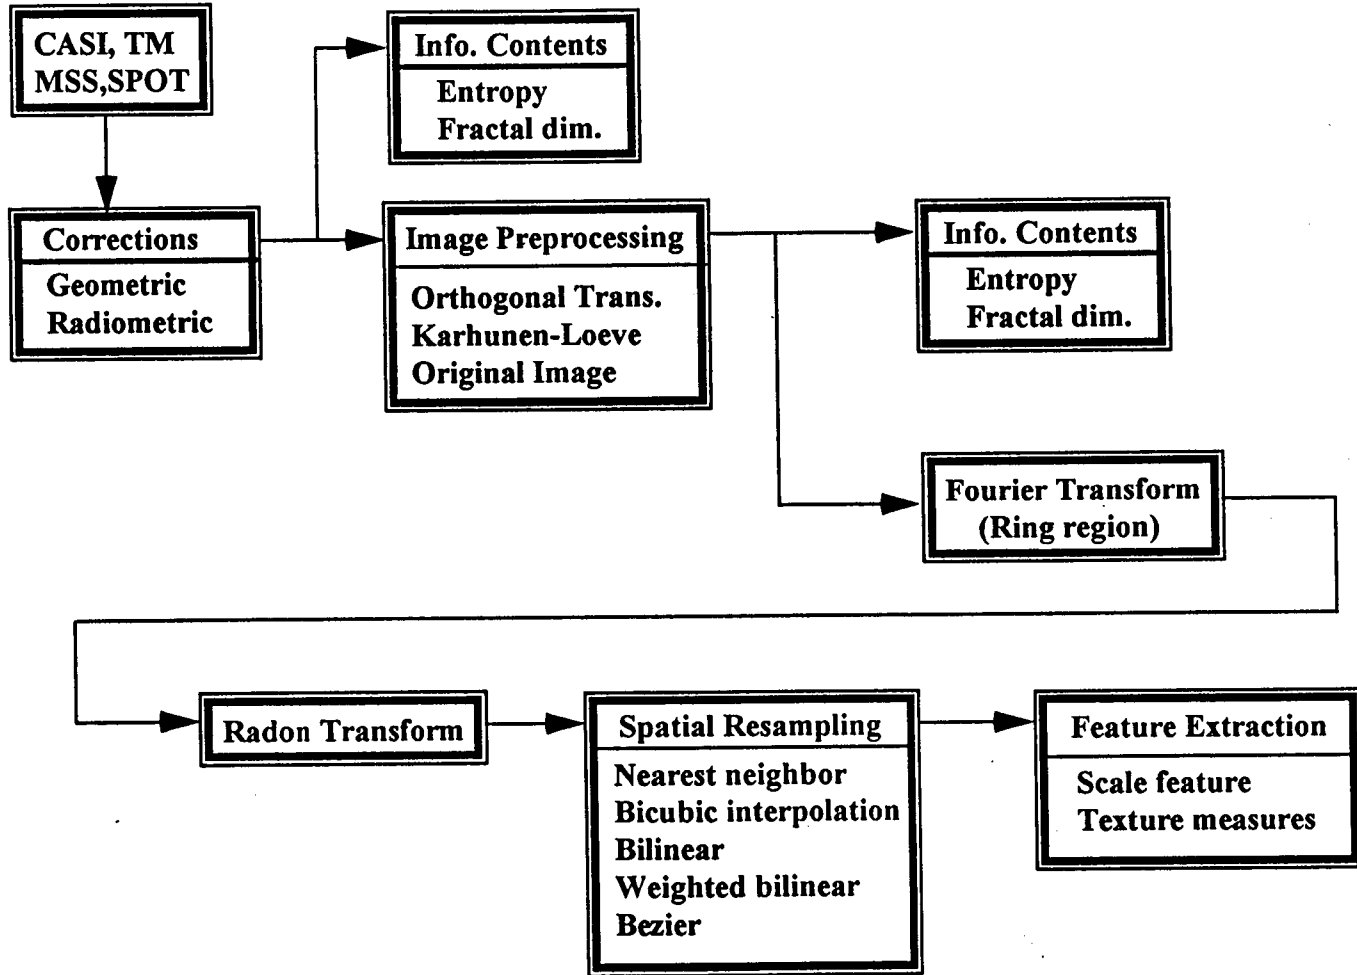 CASI, TM
MSS,SPOT
Info. Contents
Entropy
Fractal dim.
Corrections
Geometric
Radiometric
Image Preprocessing
Orthogonal Trans.
Karhunen-Loeve
Original Image
Info. Contents
Entropy
Fractal dim.
Fourier Transform
(Ring region)
Radon Transform
Spatial Resampling
Nearest neighbor
Bicubic interpolation
Bilinear
Weighted bilinear
Bezier
Feature Extraction
Scale feature
Texture measures